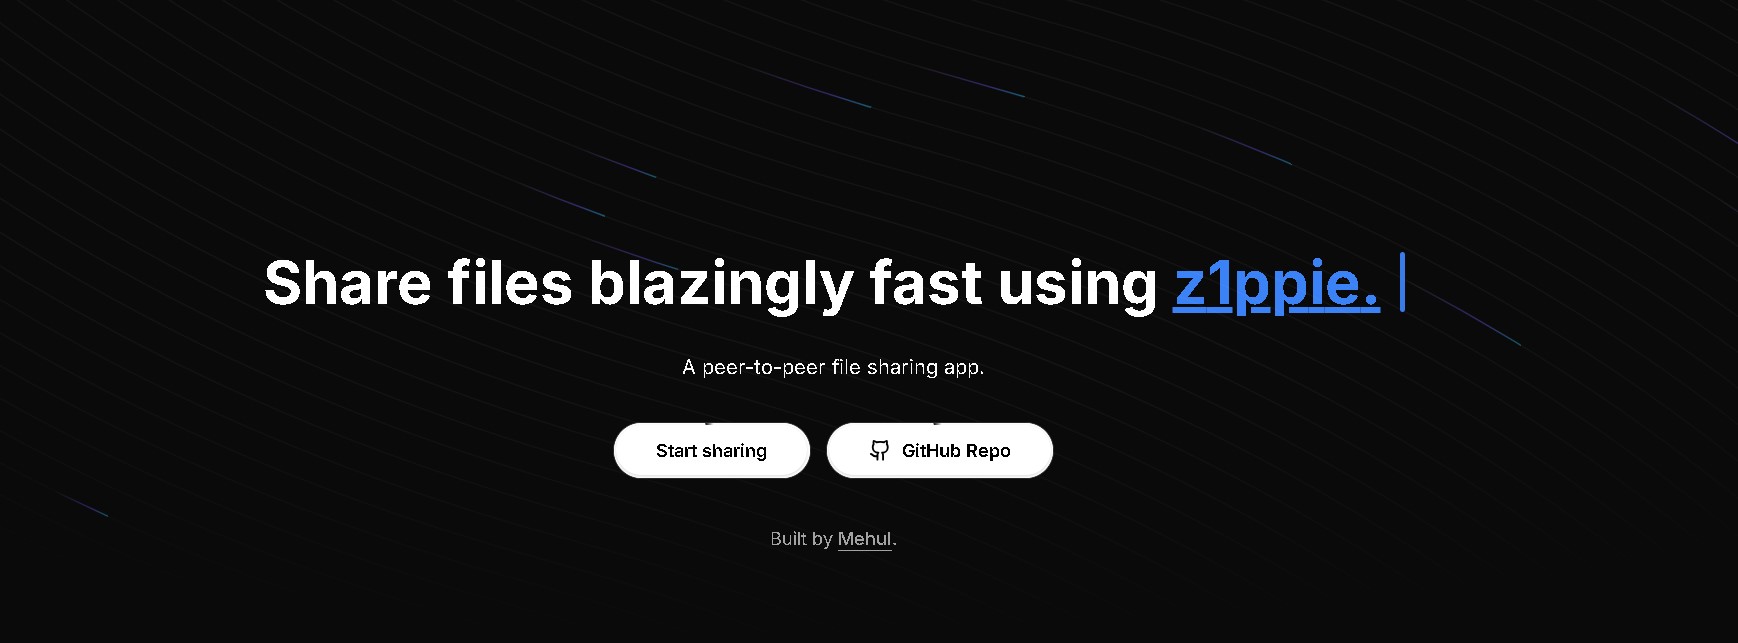 Share files blazingly fast using z1ppie.
A peer-to-peer file sharing app.
Start sharing
GitHub Repo
Built by Mehul.